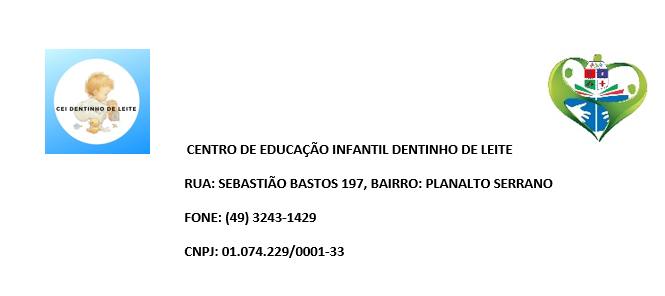 CEI DENTINHO DE LEITE
CENTRO DE EDUCAÇÃO INFANTIL DENTINHO DE LEITE
RUA: SEBASTIÃO BASTOS 197, BAIRRO: PLANALTO SERRANO
FONE: (49) 3243-1429
CNPJ: 01.074.229/0001-33